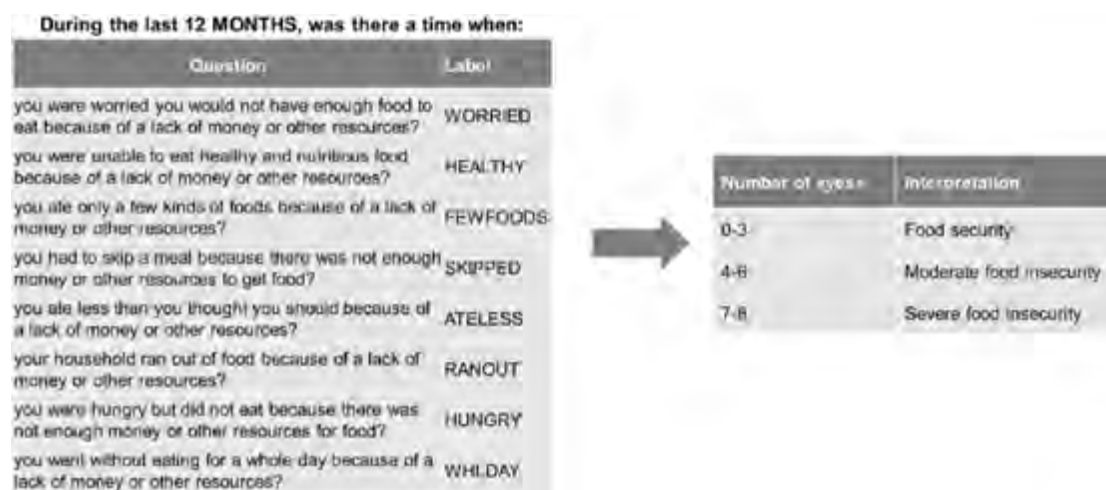 During the last 12 MONTHS, was there a time when:
Question Label
you were worried you would not have enough food to
eat because of a lack of money or other resources?
WORRIED
you were unable to eat healthy and nutritious food
because of a lack of money or other resources?
HEALTHY
you ate only a few kinds of foods because of a lack of
money or other resources?
FEWFOODS
you had to skip a meal because there was not enough
money or other resources to get food?
SKIPPED
you ate less than you thought you should because of
a lack of money or other resources?
ATELESS
your household ran out of food because of a lack of
money or other resources?
RANOUT
you were hungry but did not eat because there was
not enough money or other resources for food?
HUNGRY
you went without eating for a whole day because of a
lack of money or other resources?
WHLDAY
Number of Interpretation
0-3 Food security
4-6 Moderate food insecurity
7-8 Severe food insecurity